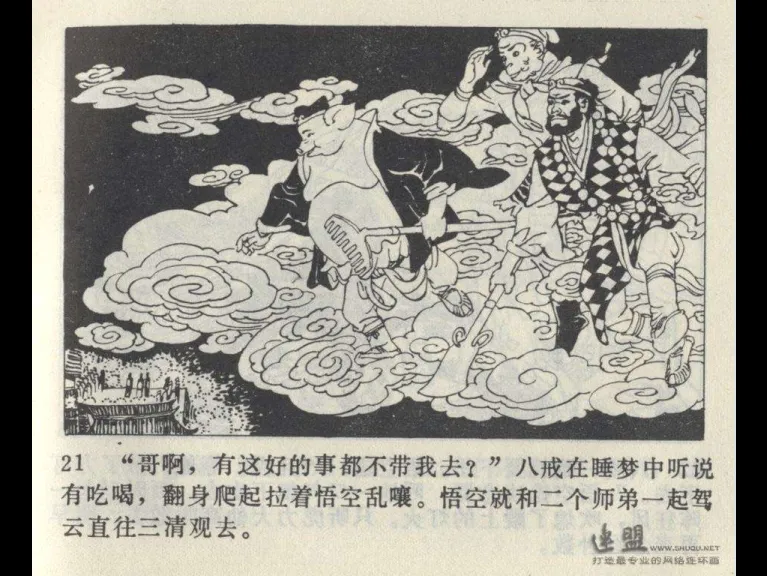 21 “哥啊，有这好的事都不带我去？”八戒在睡梦中听说
有吃喝，翻身爬起拉着悟空乱嚷。悟空就和二个师弟一起驾
云直往三清观去。
连盟 WWW.SHUQU.NET
打造最专业的网络连环画